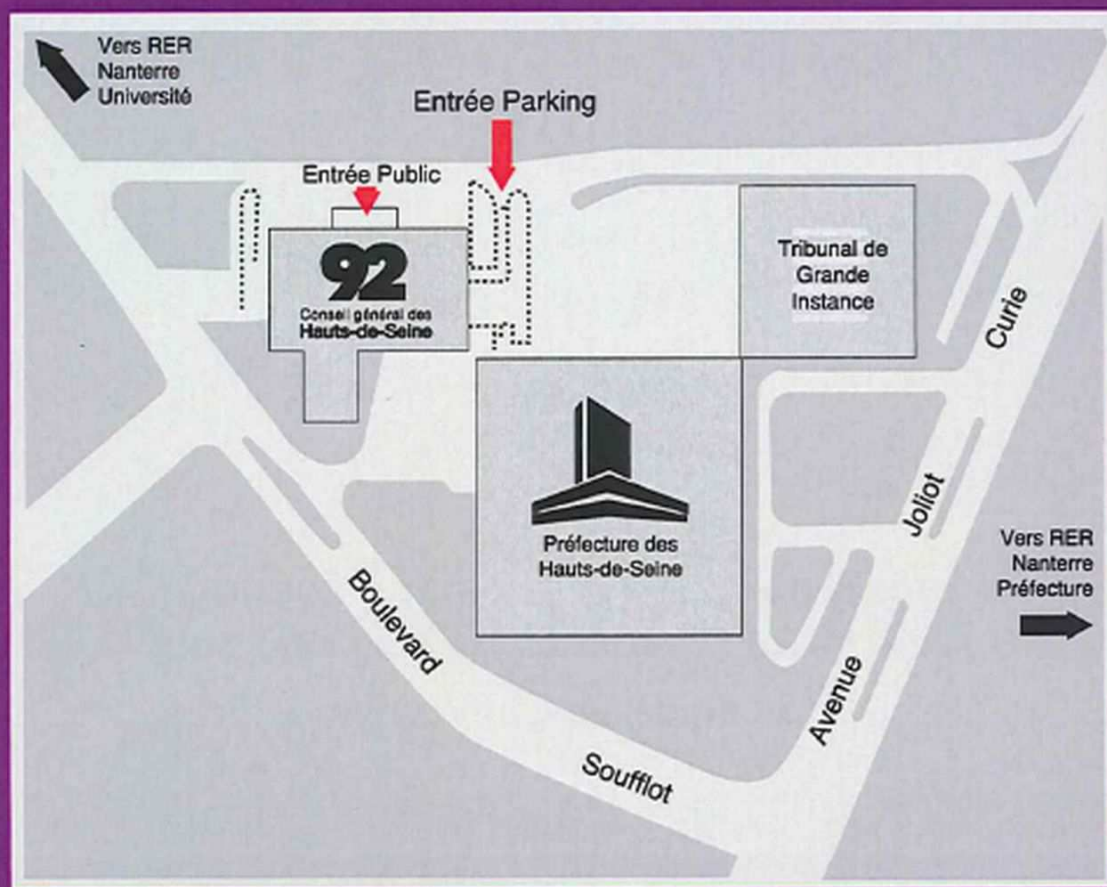 Vers RER
Nanterre
Université
Entrée Parking
Entrée Public
92
Conseil général des
Hauts-de-Seine
Tribunal de
Grande
Instance
Préfecture des
Hauts-de-Seine
Vers RER
Nanterre
Préfecture
Boulevard
Soufflot
Avenue
Joliot
Curie